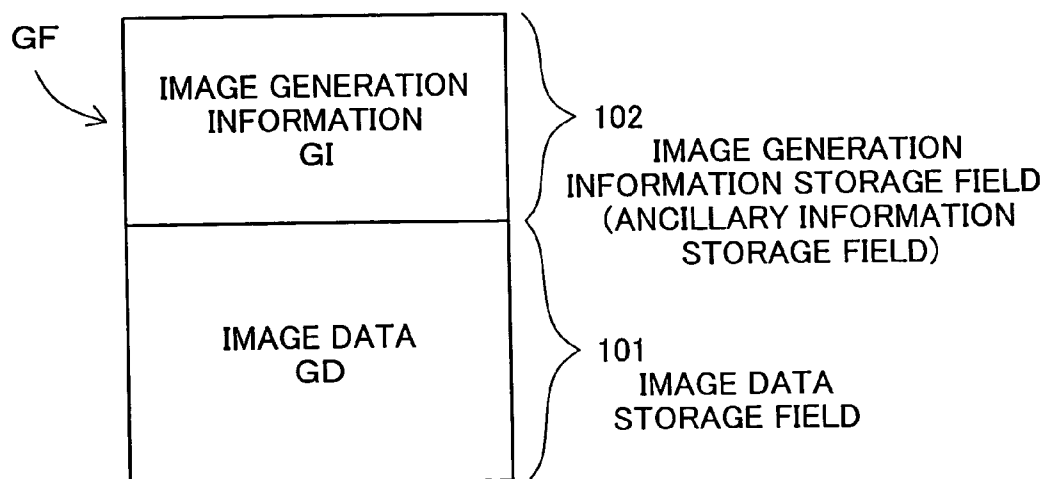 GF
IMAGE GENERATION
INFORMATION
GI
102
IMAGE GENERATION
INFORMATION STORAGE FIELD
(ANCILLARY INFORMATION
STORAGE FIELD)
IMAGE DATA
GD
101
IMAGE DATA
STORAGE FIELD